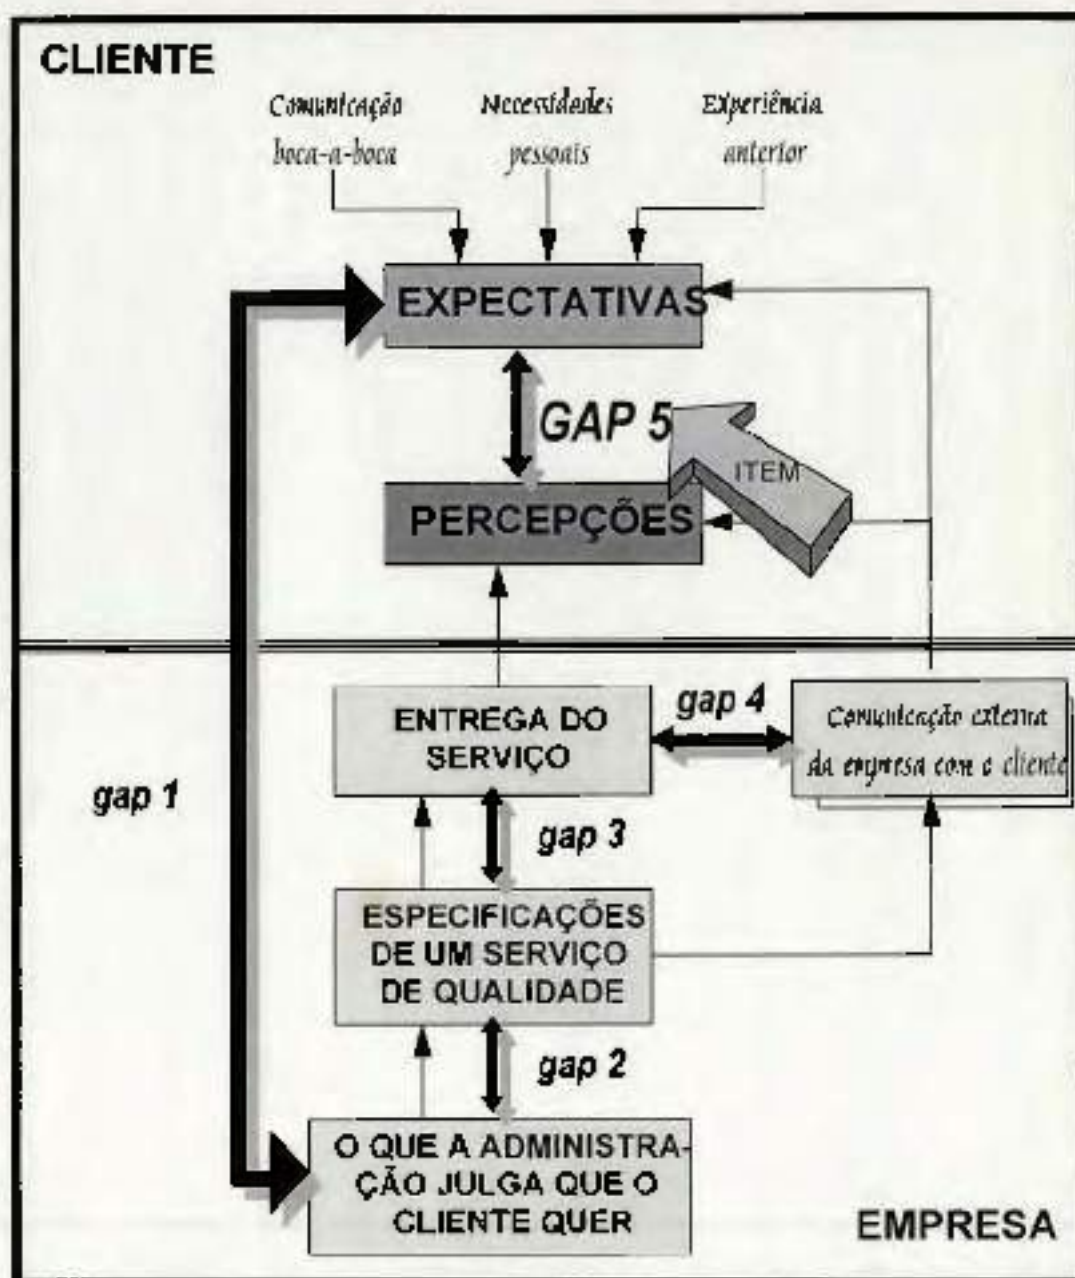 CLIENTE
Comunicação
boca-a-boca
Necessidades
pessoais
Experiência
anterior
EXPECTATIVAS
GAP 5
ITEM
PERCEPÇÕES
ENTREGA DO
SERVIÇO
gap 4
Comunicação externa
da empresa com o cliente
gap 1
gap 3
ESPECIFICAÇÕES
DE UM SERVIÇO
DE QUALIDADE
gap 2
O QUE A ADMINISTRA-
ÇÃO JULGA QUE O
CLIENTE QUER
EMPRESA